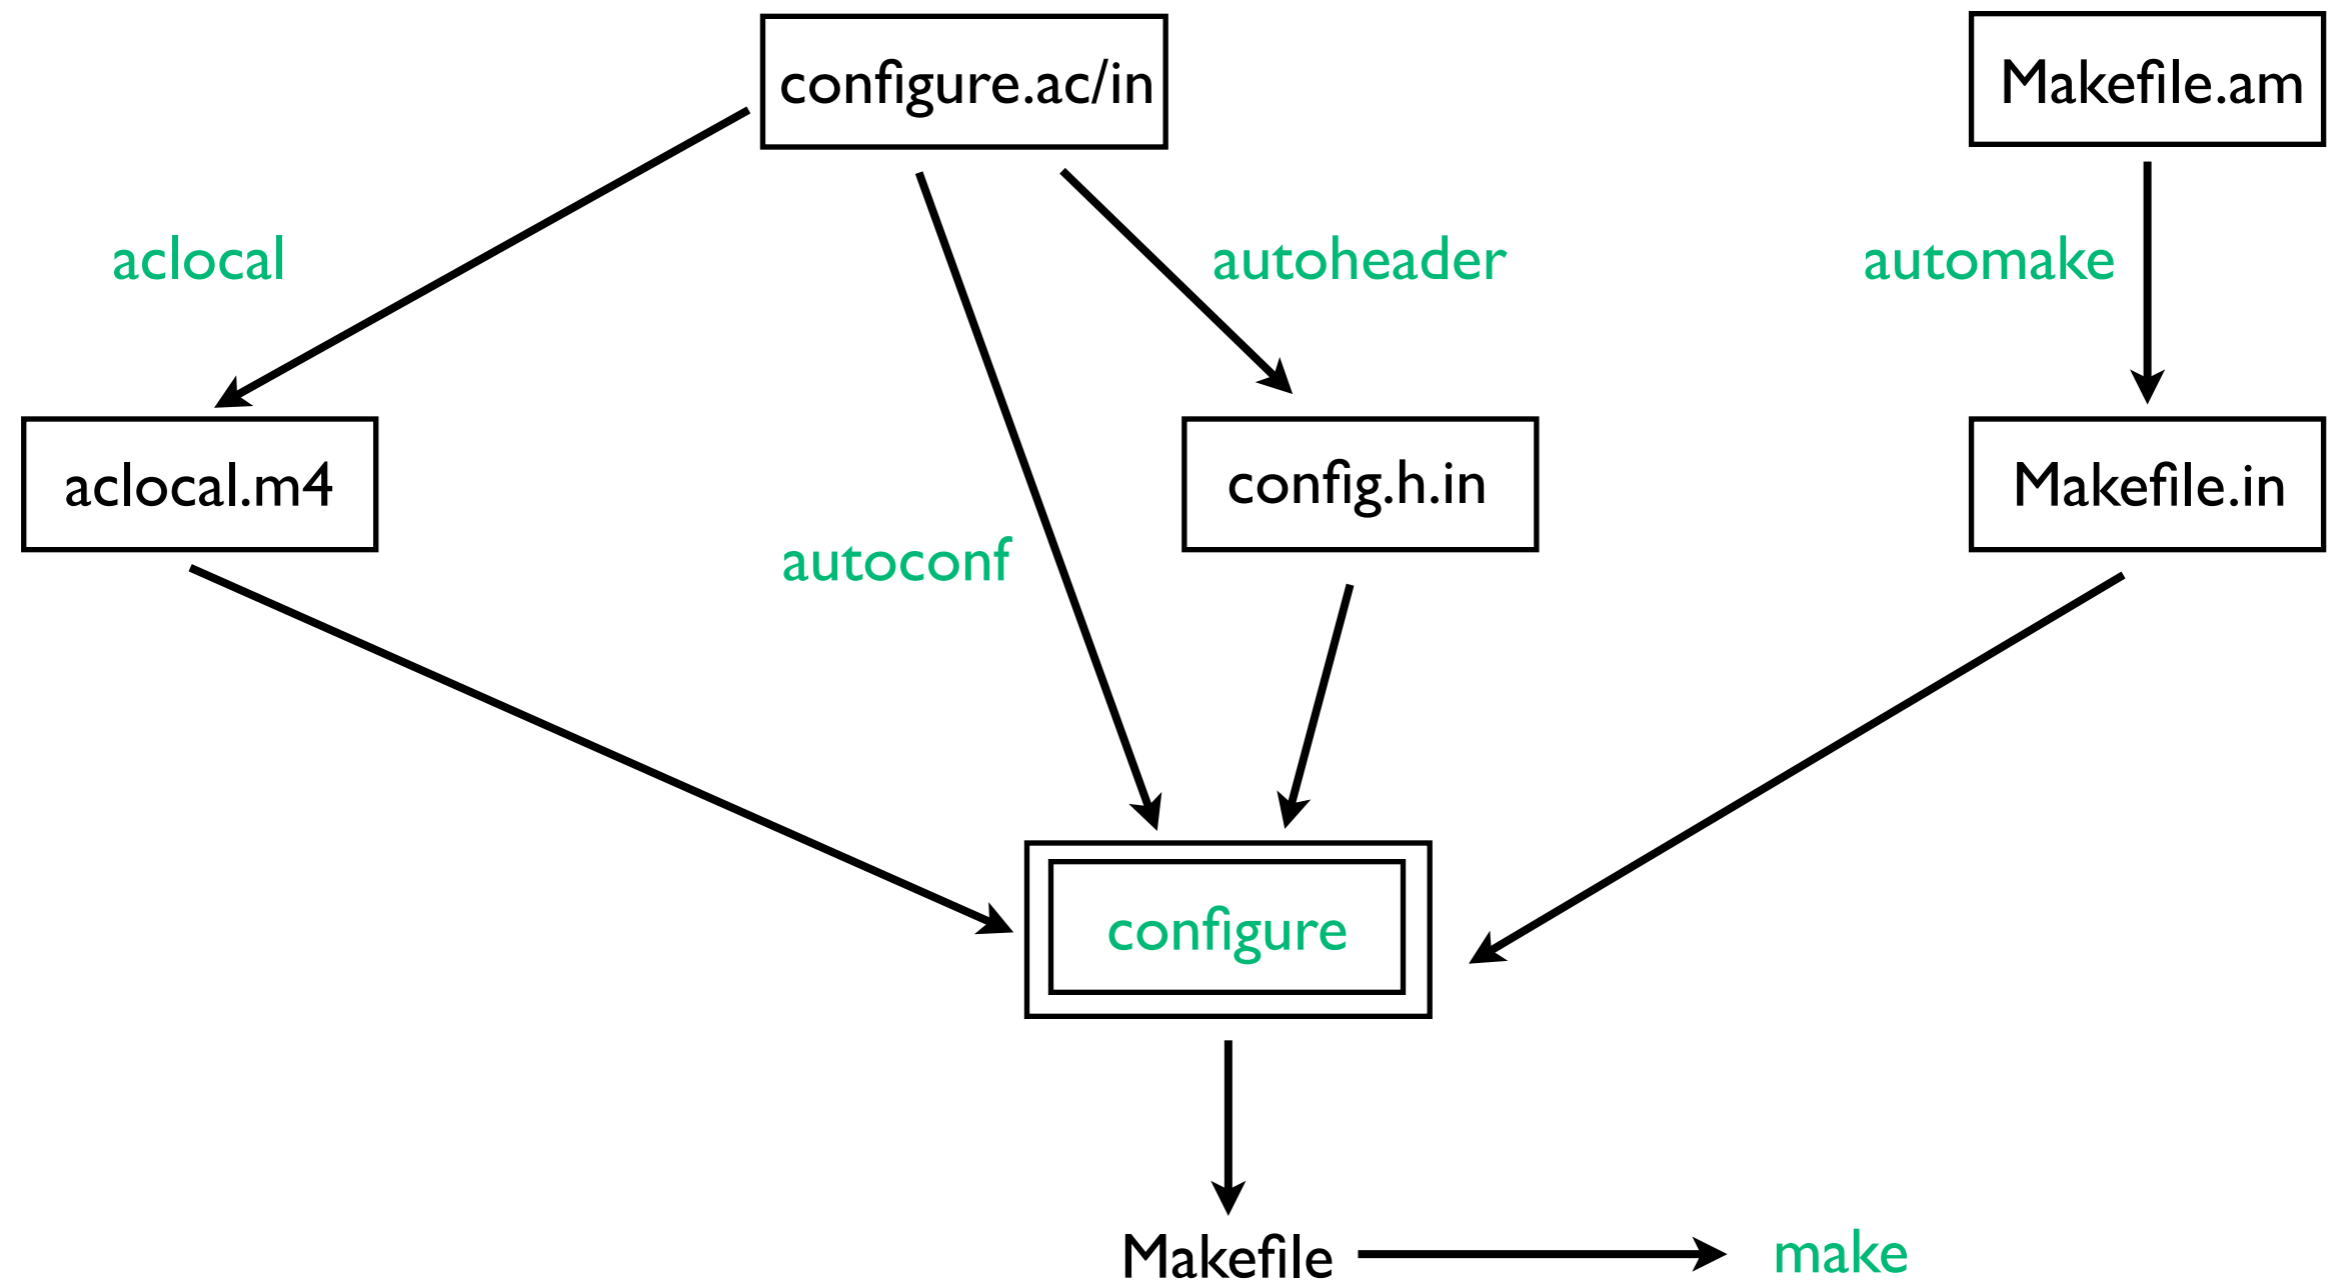 configure.ac/in
Makefile.am
aclocal
autoheader
automake
aclocal.m4
config.h.in
Makefile.in
autoconf
configure
Makefile
make